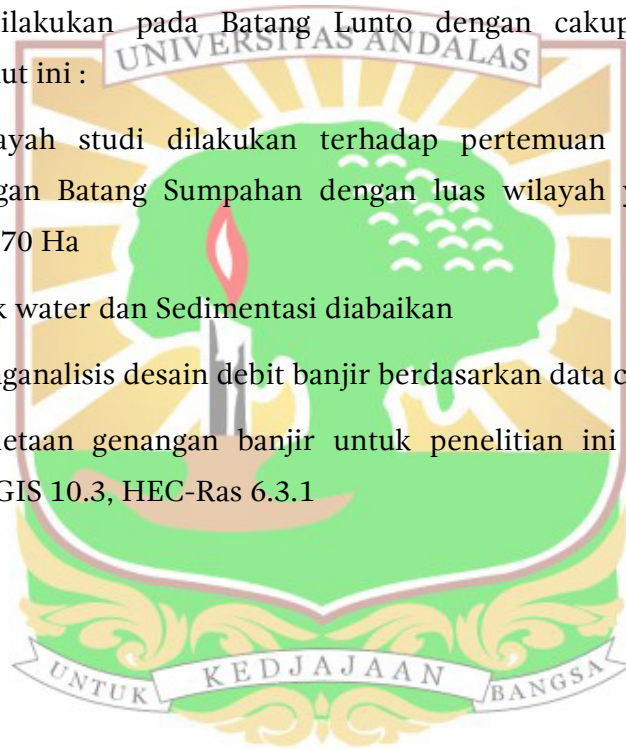 ilakukan pada Batang Lunto dengan cakup
UNIVERSITAS ANDALAS
ut ini :
ayah studi dilakukan terhadap pertemuan
gan Batang Sumpahan dengan luas wilayah y
70 Ha
k water dan Sedimentasi diabaikan
ganalisis desain debit banjir berdasarkan data c
etaan genangan banjir untuk penelitian ini
GIS 10.3, HEC-Ras 6.3.1
UNTUK KEDJAJAAN BANGSA